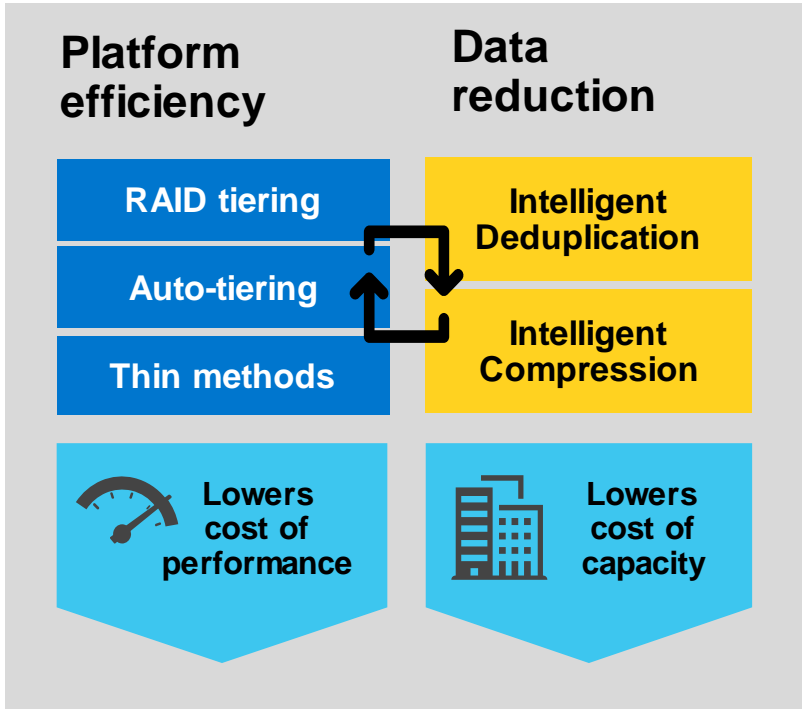 Platform
efficiency
RAID tiering
Auto-tiering
Thin methods
Lowers
cost of
performance
Data
reduction
Intelligent
Deduplication
Intelligent
Compression
Lowers
cost of
capacity